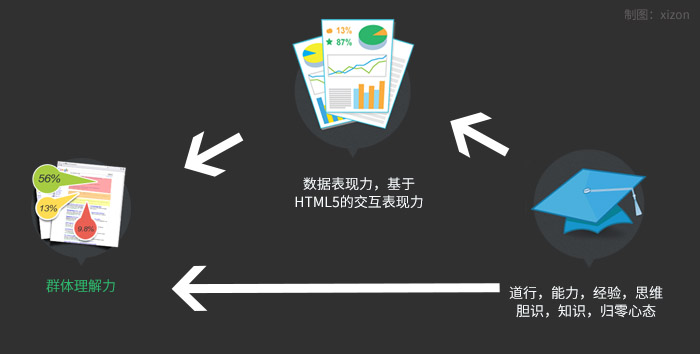 制图：xizon
13%
87%
数据表现力，基于
HTML5的交互表现力
56%
13%
9.8%
群体理解力
道行，能力，经验，思维
胆识，知识，归零心态